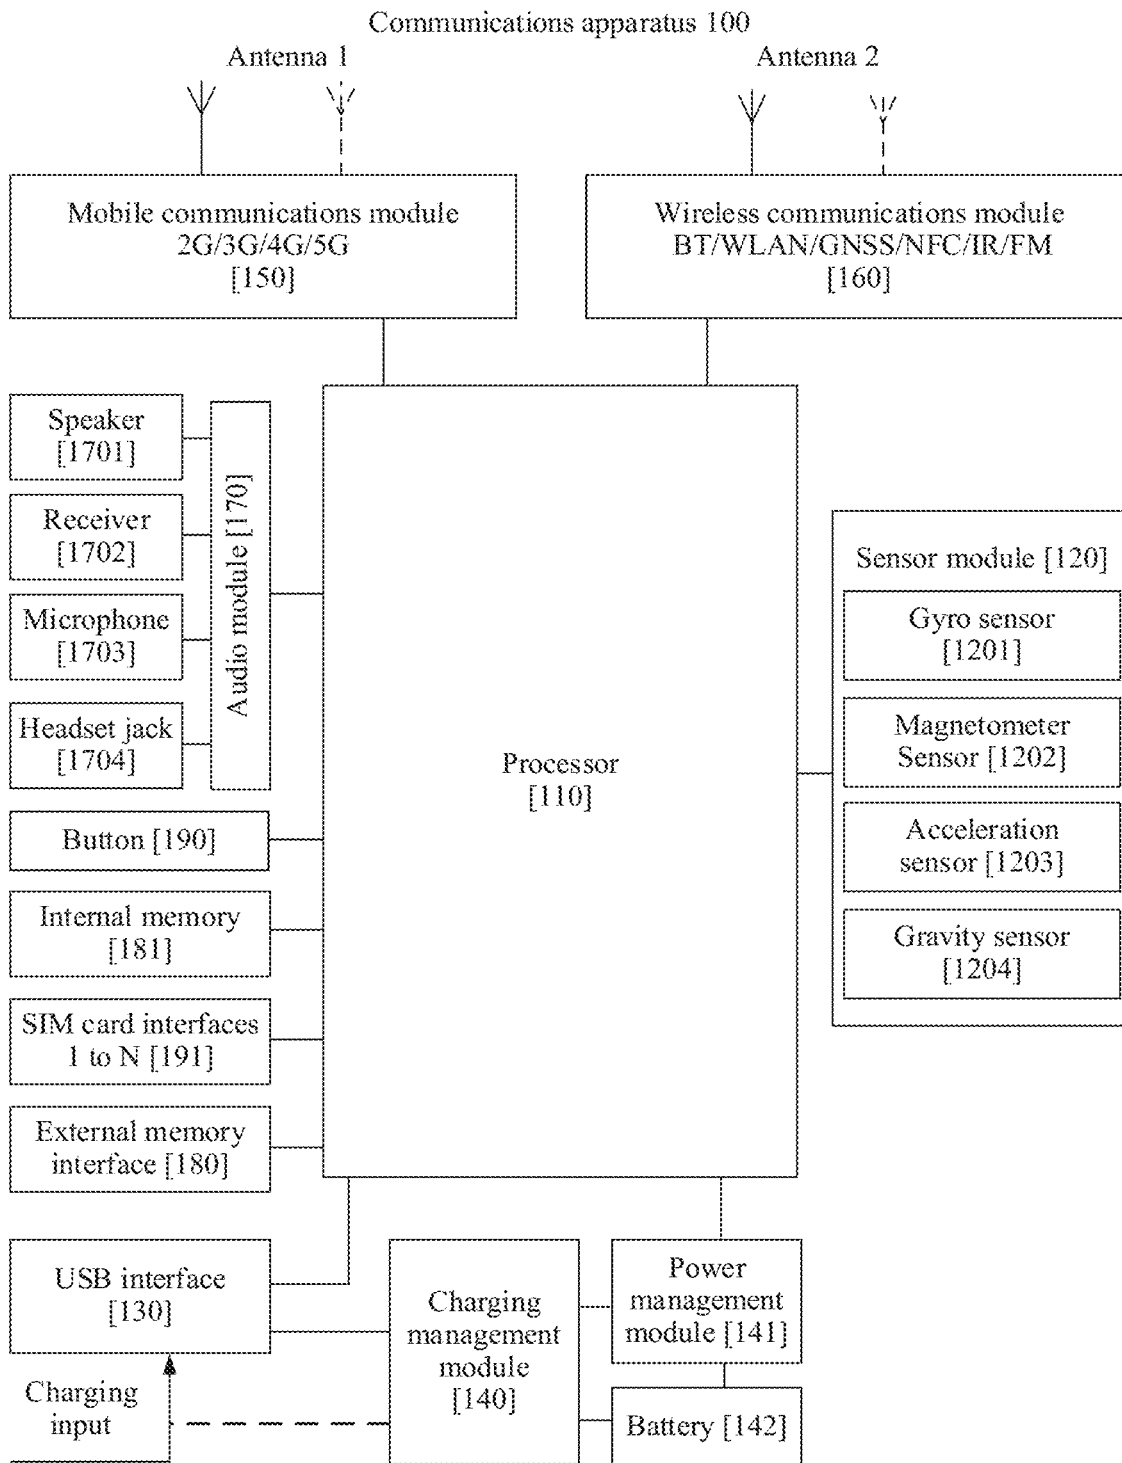 Communications apparatus 100
Antenna 1
Antenna 2
Mobile communications module
2G/3G/4G/5G
[150]
Wireless communications module
BT/WLAN/GNSS/NFC/IR/FM
[160]
Speaker
[1701]
Receiver
[1702]
Microphone
[1703]
Headset jack
[1704]
Audio module [170]
Button [190]
Internal memory
[181]
SIM card interfaces
1 to N [191]
External memory
interface [180]
Processor
[110]
Sensor module [120]
Gyro sensor
[1201]
Magnetometer
Sensor [1202]
Acceleration
sensor [1203]
Gravity sensor
[1204]
USB interface
[130]
Charging
input
Charging
management
module
[140]
Power
management
module [141]
Battery [142]